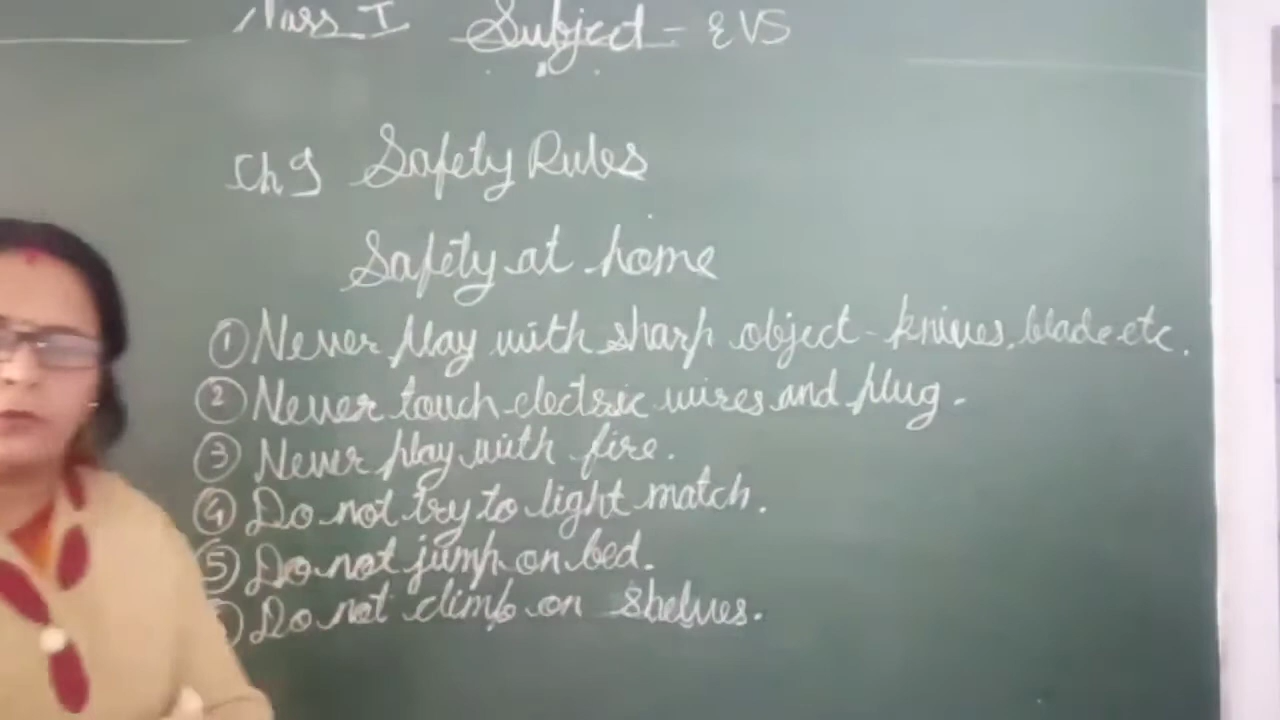 Class I Subject - EVS
Ch 9 Safety Rules
Safety at home
① Never play with sharp object - knives, blade etc.
② Never touch electric wires and plug.
③ Never play with fire.
④ Do not try to light match.
⑤ Do not jump on bed.
Do not climb on shelves.